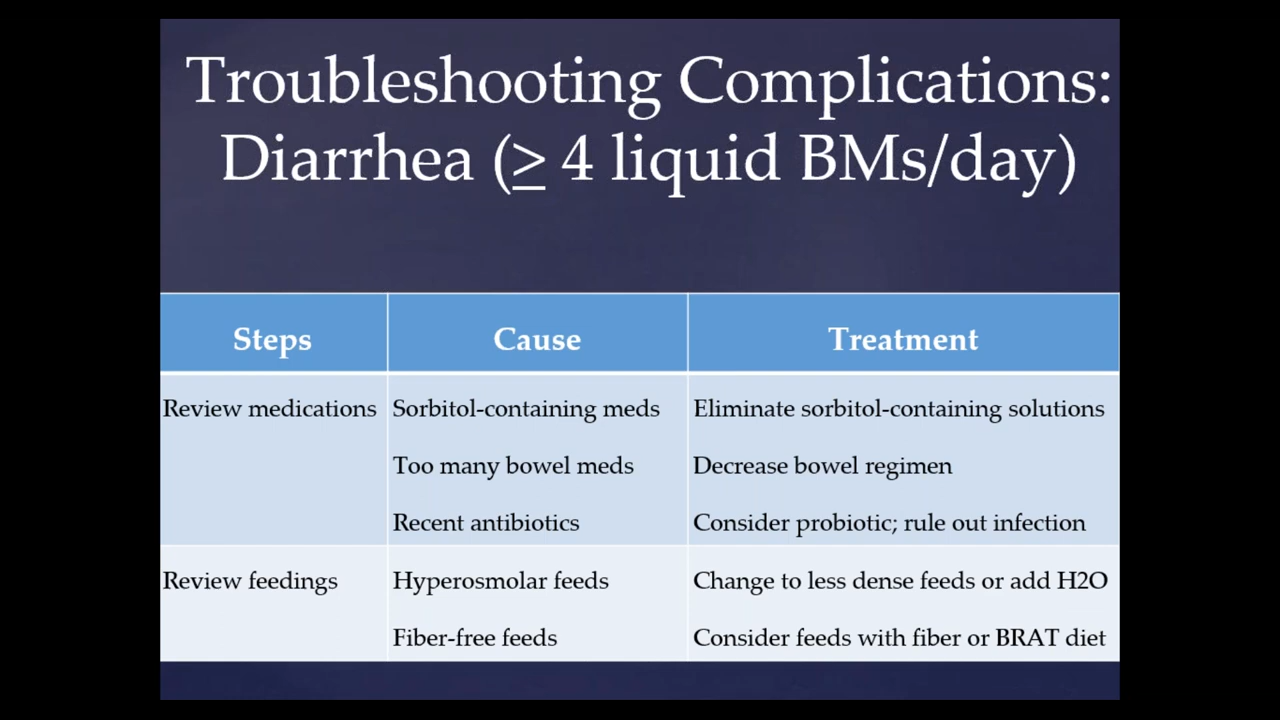 Troubleshooting Complications:
Diarrhea (≥ 4 liquid BMs/day)
Steps Cause Treatment
Review medications Sorbitol-containing meds Eliminate sorbitol-containing solutions
Too many bowel meds Decrease bowel regimen
Recent antibiotics Consider probiotic; rule out infection
Review feedings Hyperosmolar feeds Change to less dense feeds or add H2O
Fiber-free feeds Consider feeds with fiber or BRAT diet